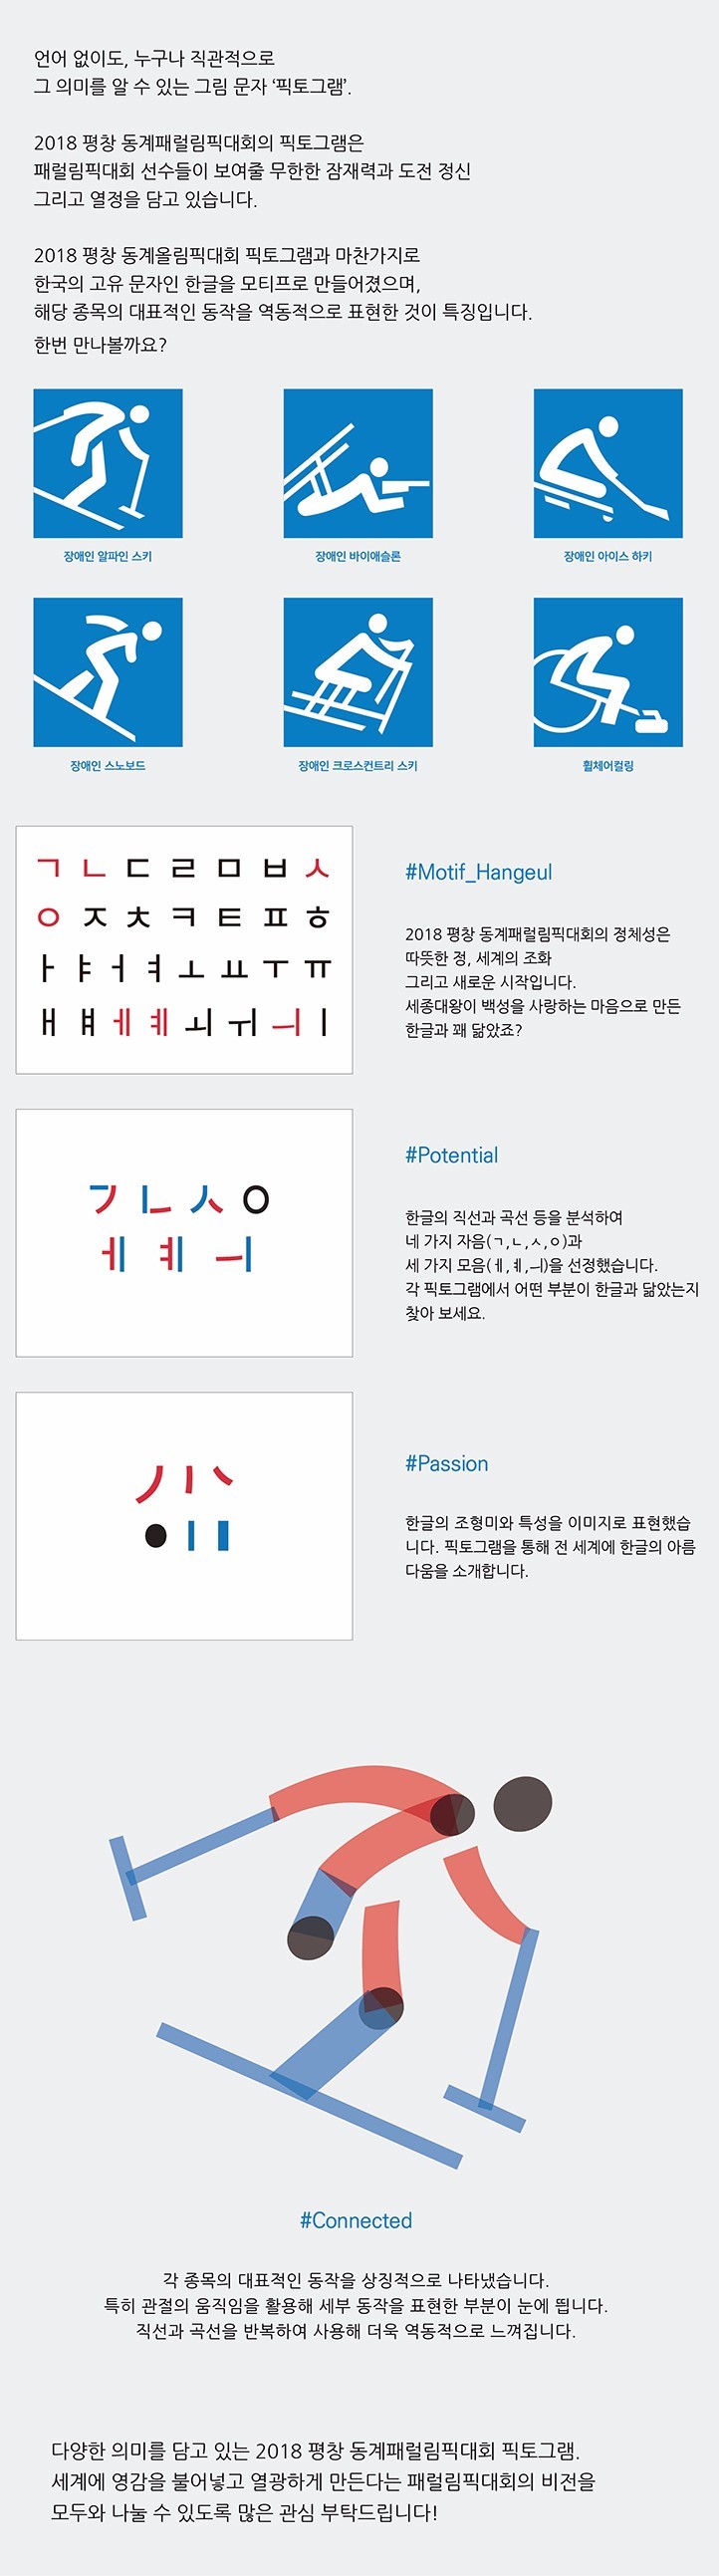 언어 없이도, 누구나 직관적으로
그 의미를 알 수 있는 그림 문자 ‘픽토그램’.
2018 평창 동계패럴림픽대회의 픽토그램은
패럴림픽대회 선수들이 보여줄 무한한 잠재력과 도전 정신
그리고 열정을 담고 있습니다.
2018 평창 동계올림픽대회 픽토그램과 마찬가지로
한국의 고유 문자인 한글을 모티프로 만들어졌으며,
해당 종목의 대표적인 동작을 역동적으로 표현한 것이 특징입니다.
한번 만나볼까요?
장애인 알파인 스키
장애인 바이애슬론
장애인 아이스 하키
장애인 스노보드
장애인 크로스컨트리 스키
휠체어컬링
ㄱ ㄴ ㄷ ㄹ ㅁ ㅂ ㅅ
ㅇ ㅈ ㅊ ㅋ ㅌ ㅍ ㅎ
ㅏ ㅑ ㅓ ㅕ ㅗ ㅛ ㅜ ㅠ
ㅐ ㅒ ㅔ ㅖ ㅚ ㅟ ㅢ ㅣ
#Motif_Hangeul
2018 평창 동계패럴림픽대회의 정체성은
따뜻한 정, 세계의 조화
그리고 새로운 시작입니다.
세종대왕이 백성을 사랑하는 마음으로 만든
한글과 꽤 닮았죠?
ㄱ ㄴ ㅅ ㅇ
ㅔ ㅖ ㅢ
#Potential
한글의 직선과 곡선 등을 분석하여
네 가지 자음(ㄱ,ㄴ,ㅅ,ㅇ)과
세 가지 모음(ㅔ,ㅖ,ㅢ)을 선정했습니다.
각 픽토그램에서 어떤 부분이 한글과 닮았는지
찾아 보세요.
#Passion
한글의 조형미와 특성을 이미지로 표현했습
니다. 픽토그램을 통해 전 세계에 한글의 아름
다움을 소개합니다.
#Connected
각 종목의 대표적인 동작을 상징적으로 나타냈습니다.
특히 관절의 움직임을 활용해 세부 동작을 표현한 부분이 눈에 띕니다.
직선과 곡선을 반복하여 사용해 더욱 역동적으로 느껴집니다.
다양한 의미를 담고 있는 2018 평창 동계패럴림픽대회 픽토그램.
세계에 영감을 불어넣고 열광하게 만든다는 패럴림픽대회의 비전을
모두와 나눌 수 있도록 많은 관심 부탁드립니다!